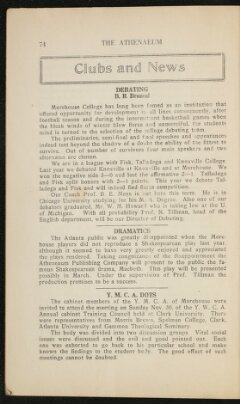 74 THE ATHENAEUM
Clubs and News
DEBATING
B. R. Brazeal
Morehouse College has long been famed as an institution that
offered opportunity for development in all lines consequently, after
football season and during the intermittent basketball games when
the bleak winds of winter blow fierce and unmerciful, the students
mind is turned to the selection of the college debating team.
The preliminaries, semi-final and final speeches and appearances
indeed test beyond the shadow of a doubt the ability of the fittest to
survive. Out of number of survivors four main speakers and two
alternates are chosen.
We are in a league with Fisk, Talladega and Knoxville College
Last year we debated Knoxville at Knoxville and at Morehouse. We
won the negative side 3—0 and lost the affirmative 2—1. Talladega
and Fisk split honors with two debates. This year we debate Tal-
ladega and Fisk and will indeed find them in competition.
Our Coach Prof. B. E. Mays is not here this term. He is in
Chicago University studying for his M. A. Degree. Also one of our
debaters graduated, Mr. W. H. Howard who is taking law at the U.
of Michigan. With all probability Prof. N. Tillman, head of the
English department, will be our Director of Debating.
DRAMATICS
The Atlanta public was greatly disappointed when the More-
house players did not reproduce a Shakespearean play last year
although it seemed to have very greatly enjoyed and appreciated
the plays rendered. Taking cognizance of the disappointment the
Athenaeum Publishing Company will present to the public the fa-
mous Shakespearean drama, Macbeth. This play will be presented
possibly in March. Under the supervision of Prof. Tillman the
production promises to be a success.
Y. M. C. A. DOTS
The cabinet members of the Y. M. C. A. of Morehouse were
invited to attend the meeting on Sunday Nov. 30, of the Y. W. C. A.
Annual cabinet Training Council held at Clark University. There
were representatives from Morris Brown, Spelman College, Clark,
Atlanta University and Gammon Theological Seminary.
The body was divided into two discussion groups. Vital social
issues were discussed and the evil and good pointed out. Each
one was exhorted to go back to his particular school and make
known the findings to the student body. The good effect of such
meetings cannot be doubted.